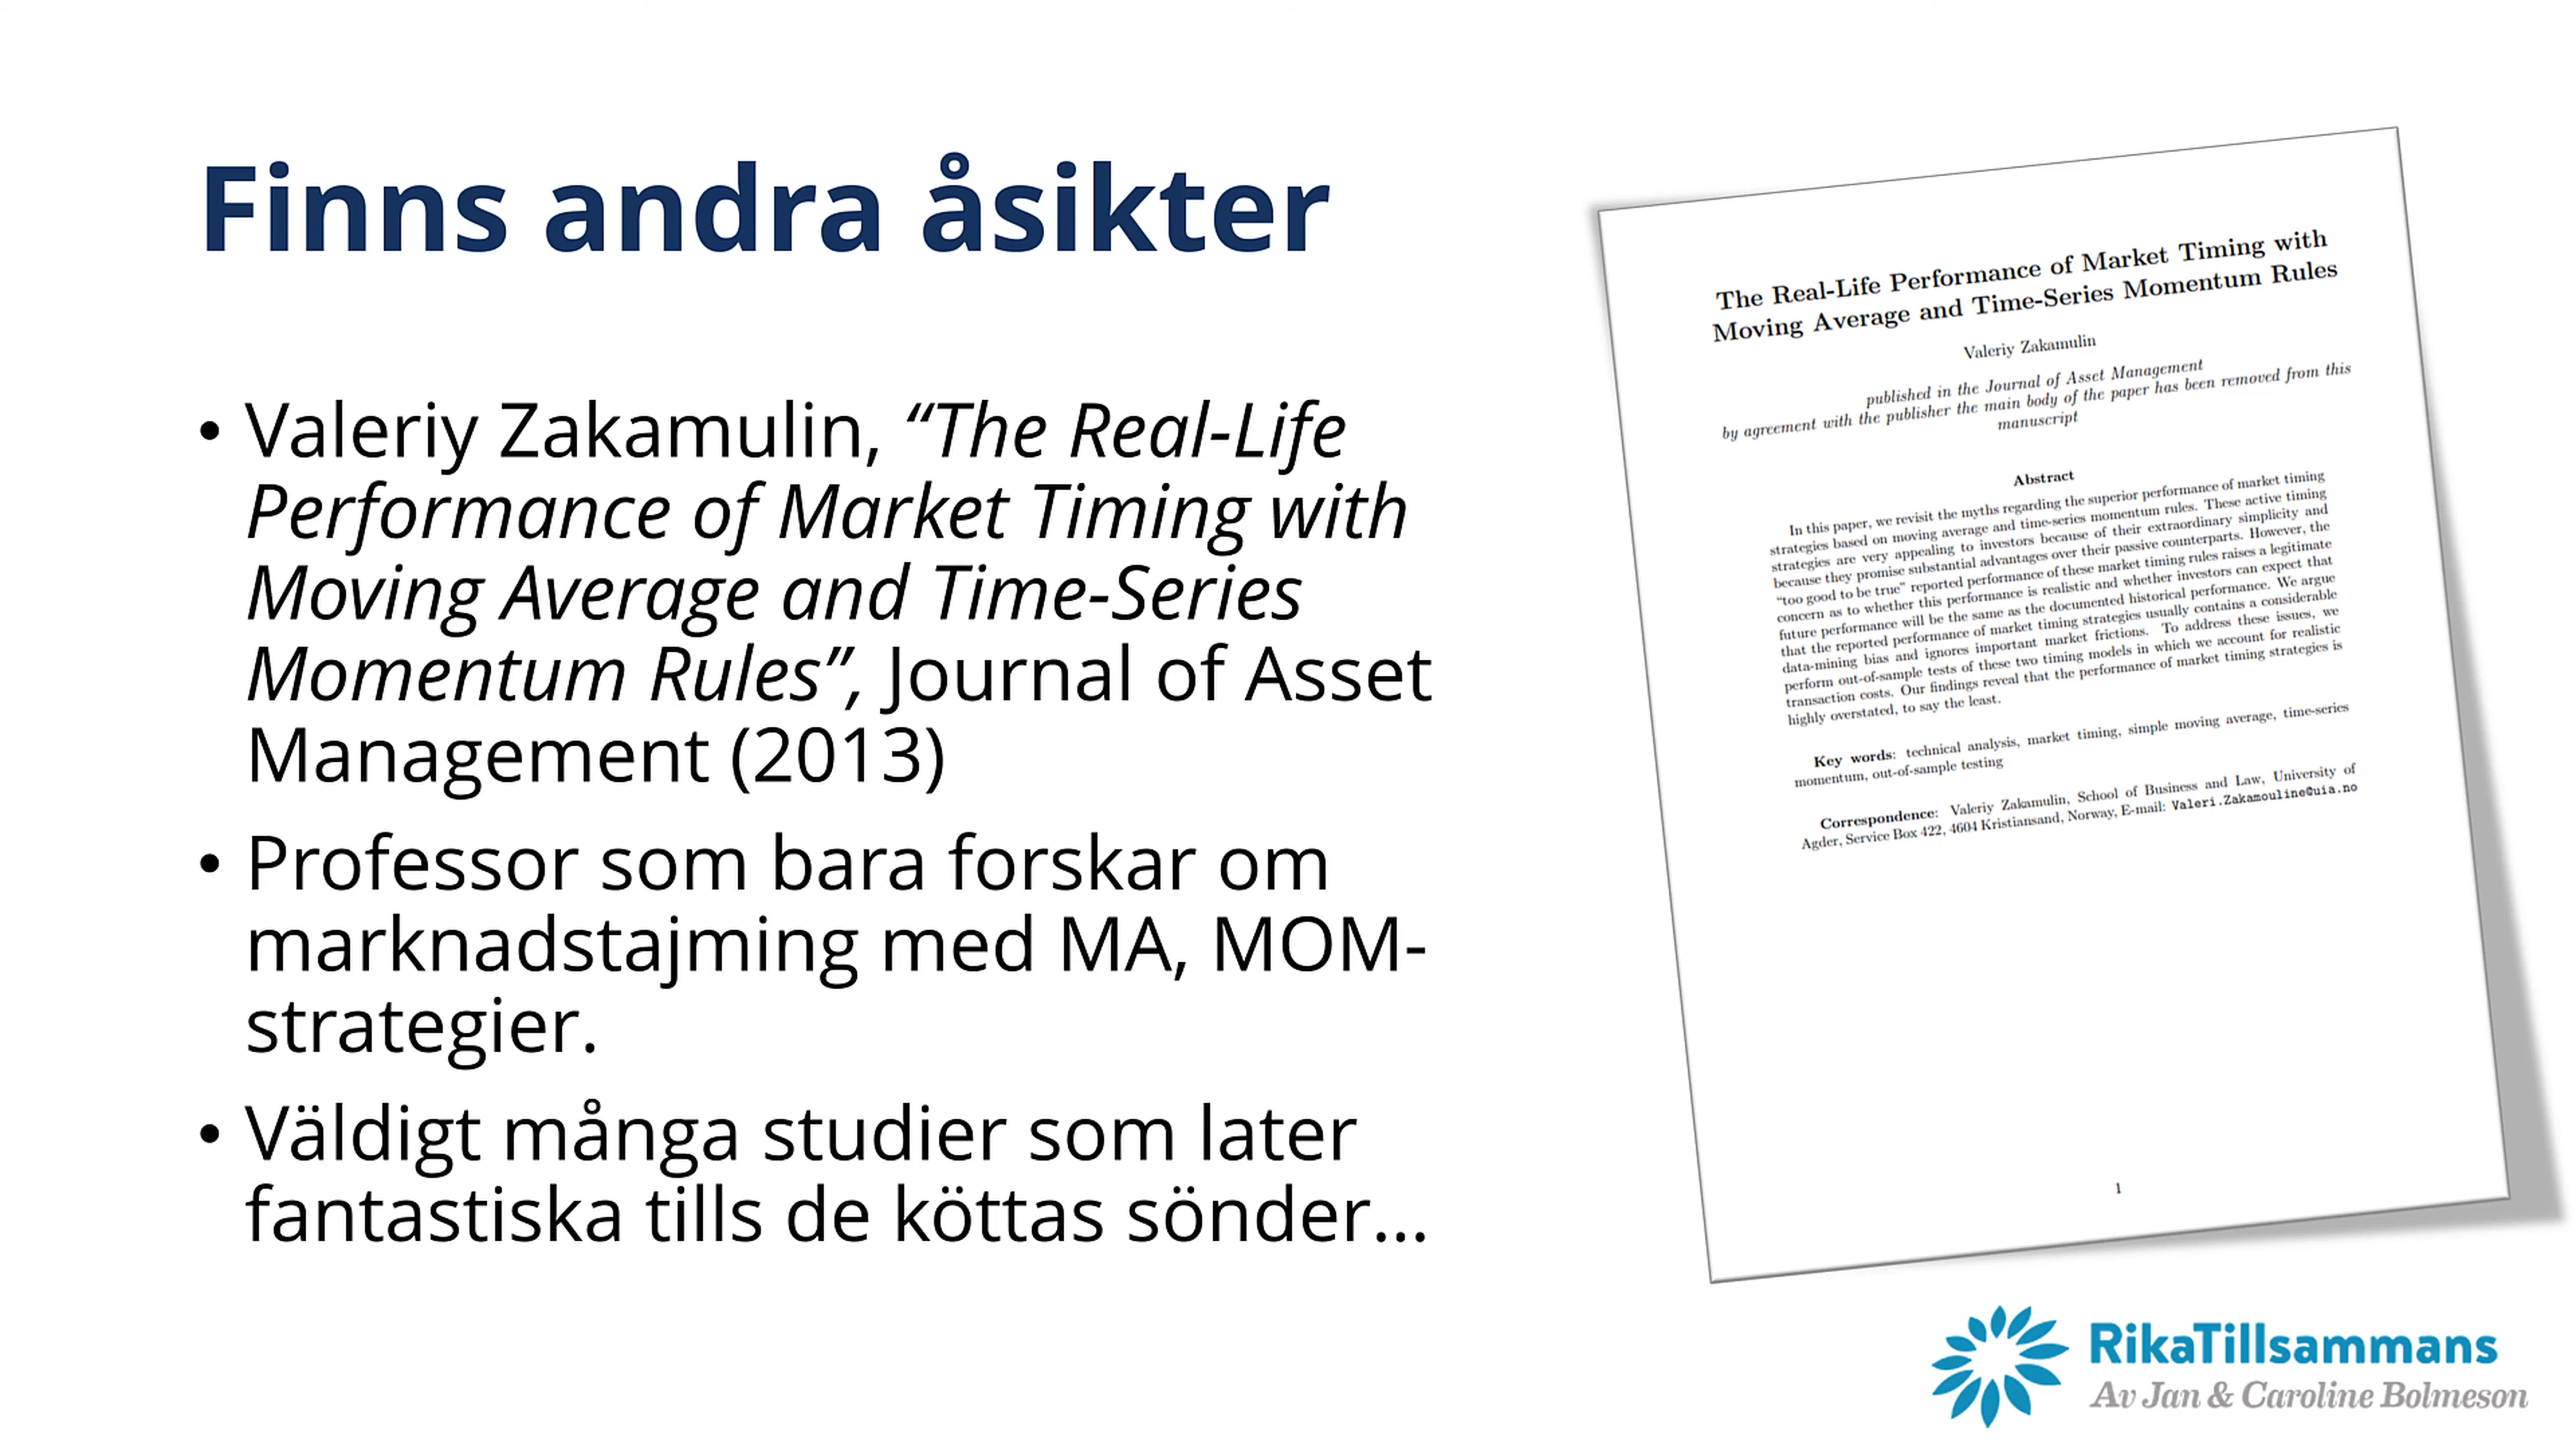 Finns andra åsikter
• Valeriy Zakamulin, “The Real-Life
Performance of Market Timing with
Moving Average and Time-Series
Momentum Rules”, Journal of Asset
Management (2013)
• Professor som bara forskar om
marknadstajming med MA, MOM-
strategier.
• Väldigt många studier som later
fantastiska tills de köttas sönder...
The Real-Life Performance of Market Timing with
Moving Average and Time-Series Momentum Rules
Valeriy Zakamulin
published in the Journal of Asset Management
by agreement with the publisher the main body of the paper has been removed from this
manuscript
Abstract
In this paper, we revisit the myths regarding the superior performance of market timing
strategies based on moving average and time-series momentum rules. These active timing
strategies are very appealing to investors because of their extraordinary simplicity and
because they promise substantial advantages over their passive counterparts. However, the
“too good to be true” reported performance of these market timing rules raises a legitimate
concern as to whether this performance is realistic and whether investors can expect that
future performance will be the same as the documented historical performance. We argue
that the reported performance of market timing strategies usually contains a considerable
data-mining bias and ignores important market frictions. To address these issues, we
perform out-of-sample tests of these two timing models in which we account for realistic
transaction costs. Our findings reveal that the performance of market timing strategies is
highly overstated, to say the least.
Key words: technical analysis, market timing, simple moving average, time-series
momentum, out-of-sample testing
Correspondence: Valeriy Zakamulin, School of Business and Law, University of
Agder, Service Box 422, 4604 Kristiansand, Norway, E-mail: Valeri.Zakamouline@uia.no
1
RikaTillsammans
Av Jan & Caroline Bolmeson